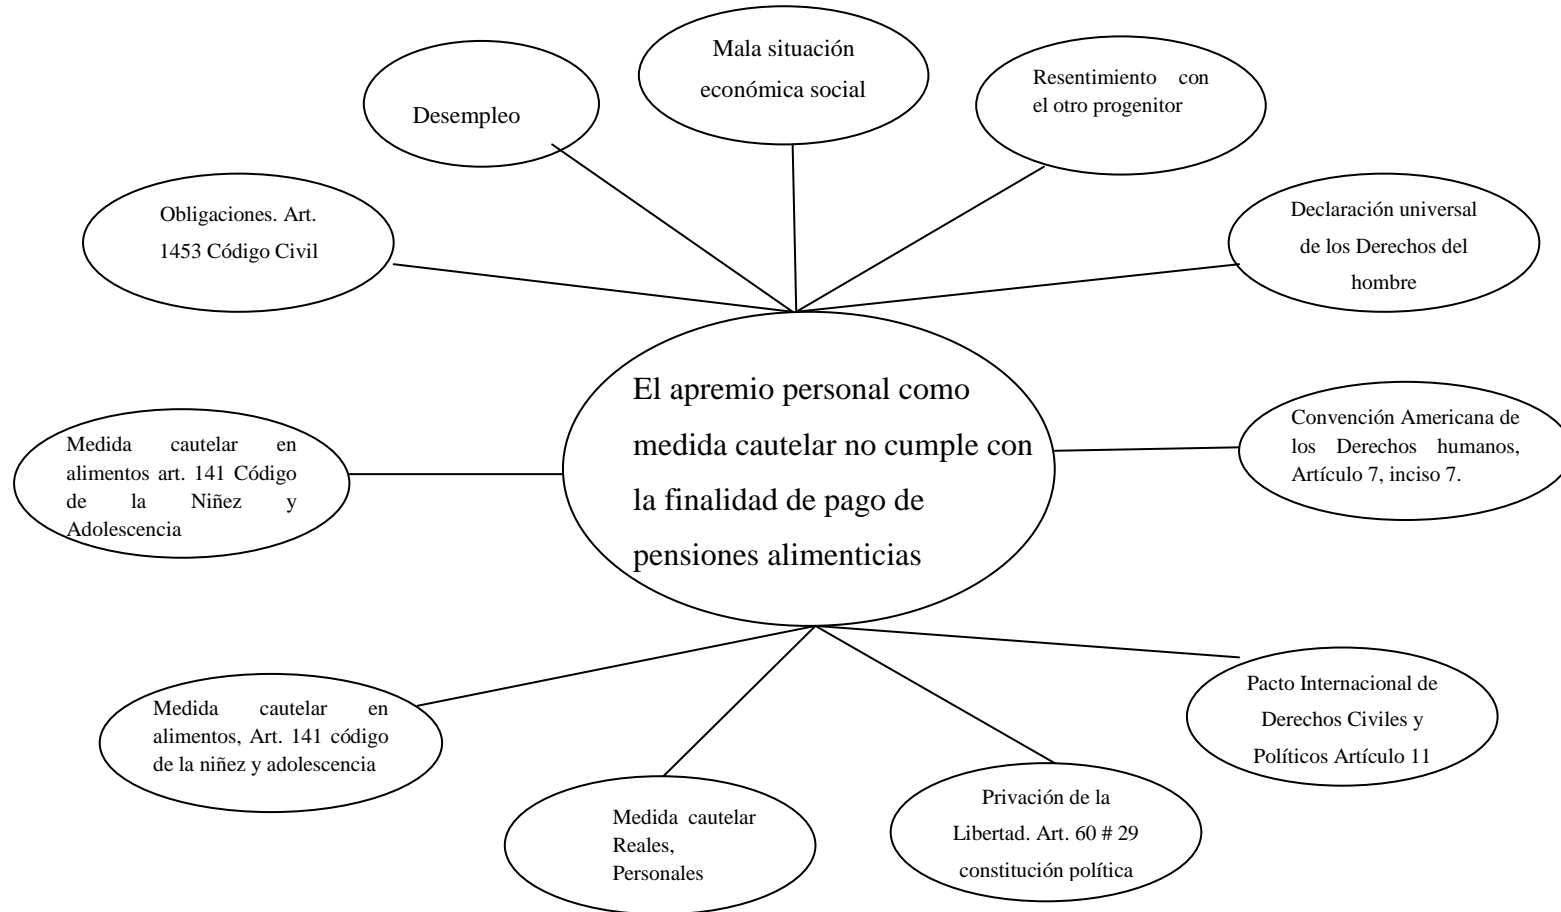 Mala situación
económica social
Resentimiento con
el otro progenitor
Desempleo
Obligaciones. Art.
1453 Código Civil
Declaración universal
de los Derechos del
hombre
El apremio personal como
medida cautelar no cumple con
la finalidad de pago de
pensiones alimenticias
Convención Americana de
los Derechos humanos,
Artículo 7, inciso 7.
Medida cautelar en
alimentos art. 141 Código
de la Niñez y
Adolescencia
Pacto Internacional de
Derechos Civiles y
Políticos Artículo 11
Medida cautelar en
alimentos, Art. 141 código
de la niñez y adolescencia
Privación de la
Libertad. Art. 60 # 29
constitución política
Medida cautelar
Reales,
Personales